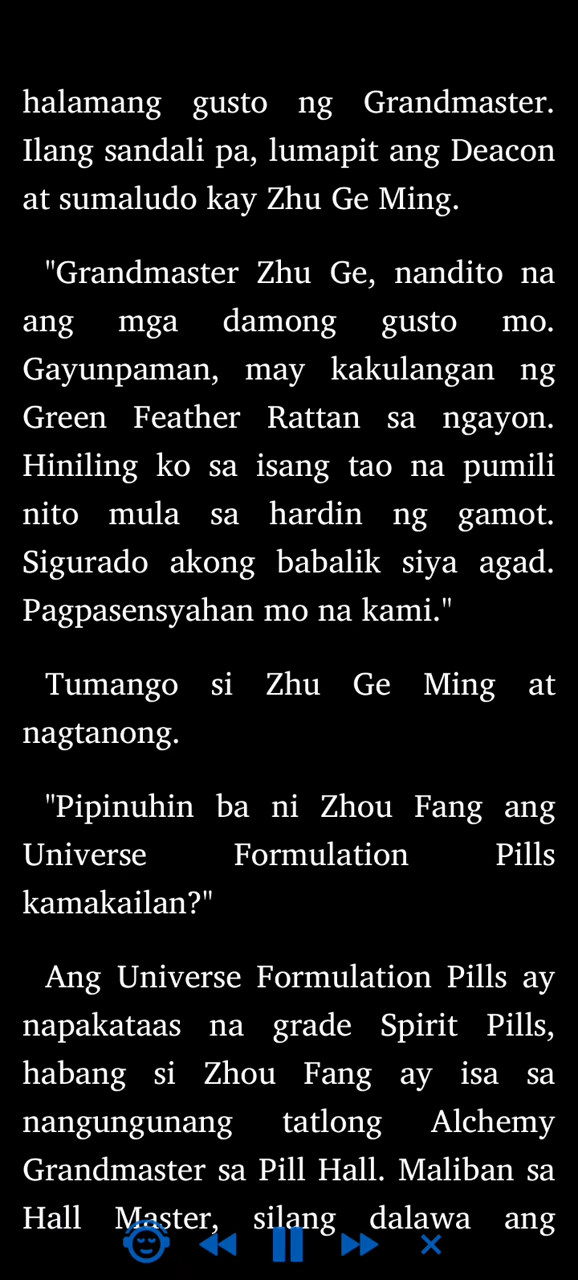 halamang gusto ng Grandmaster.
Ilang sandali pa, lumapit ang Deacon
at sumaludo kay Zhu Ge Ming.
"Grandmaster Zhu Ge, nandito na
ang mga damong gusto mo.
Gayunpaman, may kakulangan ng
Green Feather Rattan sa ngayon.
Hiniling ko sa isang tao na pumili
nito mula sa hardin ng gamot.
Sigurado akong babalik siya agad.
Pagpasensyahan mo na kami."
Tumango si Zhu Ge Ming at
nagtanong.
"Pipinuhin ba ni Zhou Fang ang
Universe Formulation Pills
kamakailan?"
Ang Universe Formulation Pills ay
napakataas na grade Spirit Pills,
habang si Zhou Fang ay isa sa
nangungunang tatlong Alchemy
Grandmaster sa Pill Hall. Maliban sa
Hall Master, silang dalawa ang